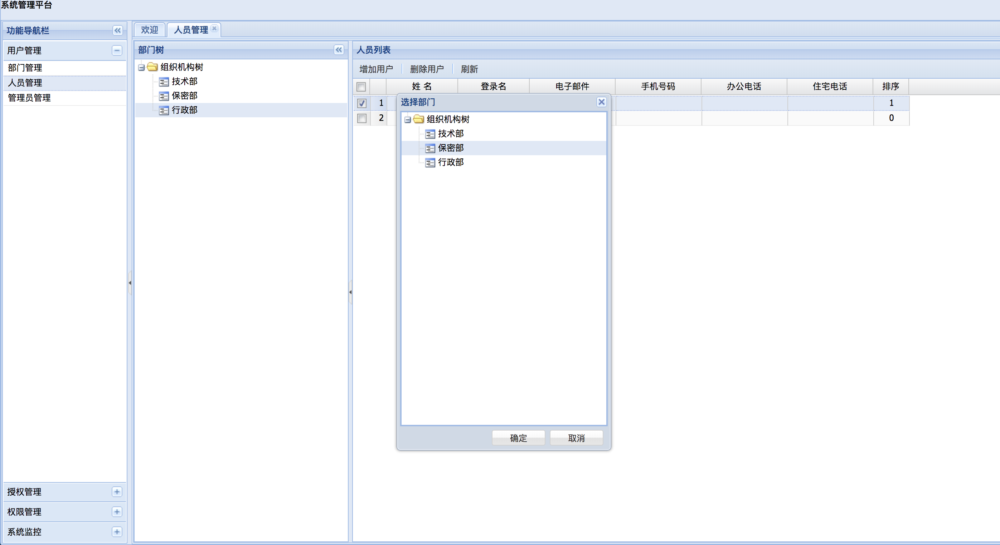 系统管理平台
功能导航栏
用户管理
部门管理
人员管理
管理员管理
授权管理
权限管理
系统监控
欢迎 人员管理
部门树
组织机构树
技术部
保密部
行政部
人员列表
增加用户 删除用户 刷新
姓 名 登录名 电子邮件 手机号码 办公电话 住宅电话 排序
1 1
2 0
选择部门
组织机构树
技术部
保密部
行政部
确定 取消